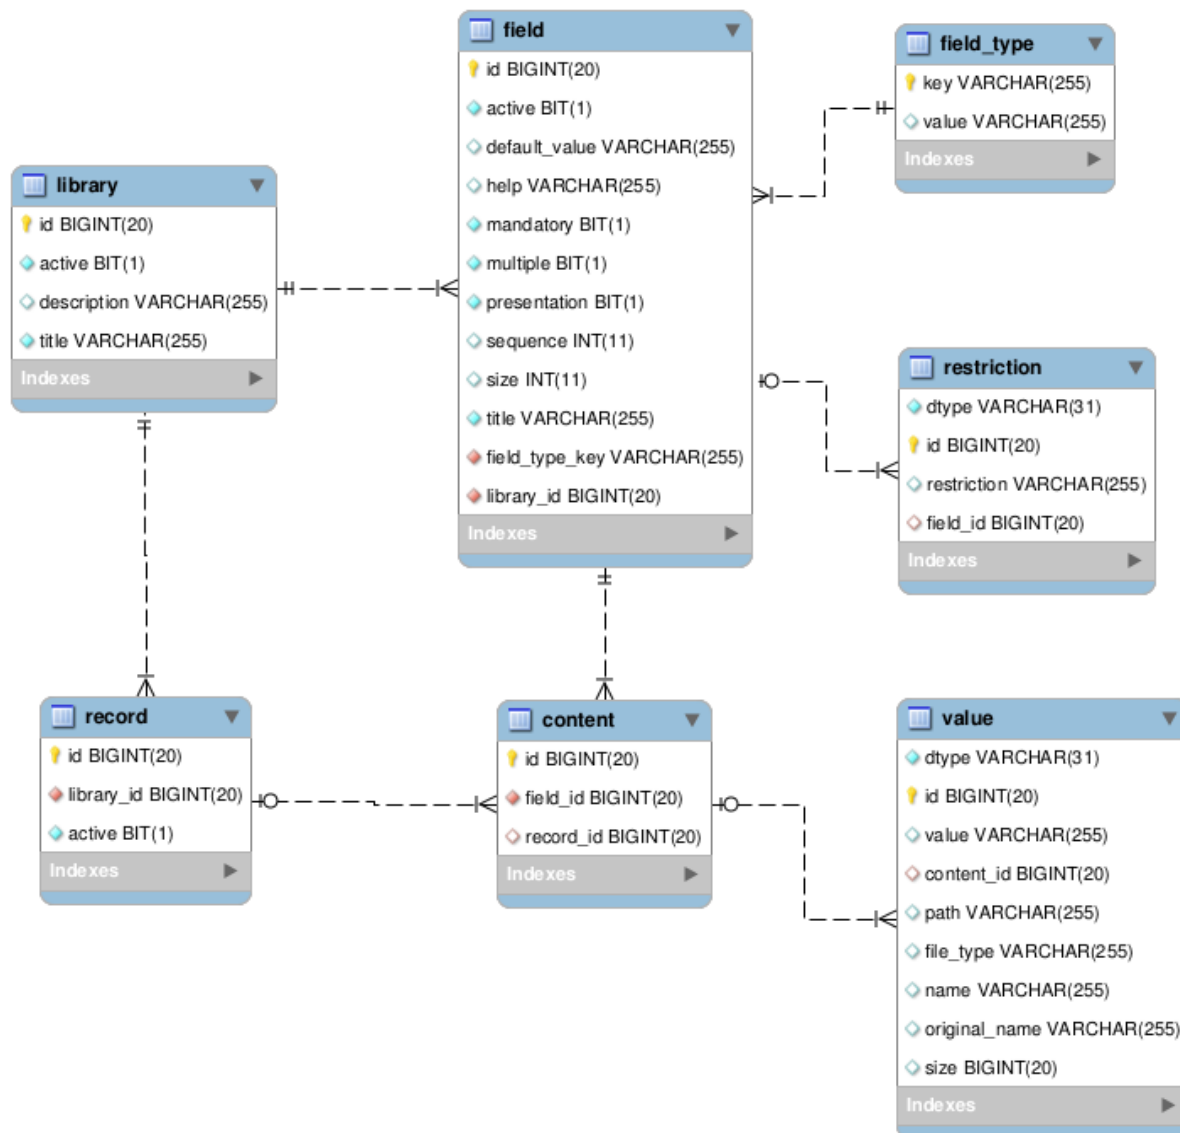 field
id BIGINT(20)
active BIT(1)
default_value VARCHAR(255)
help VARCHAR(255)
mandatory BIT(1)
multiple BIT(1)
presentation BIT(1)
sequence INT(11)
size INT(11)
title VARCHAR(255)
field_type_key VARCHAR(255)
library_id BIGINT(20)
Indexes
field_type
key VARCHAR(255)
value VARCHAR(255)
Indexes
library
id BIGINT(20)
active BIT(1)
description VARCHAR(255)
title VARCHAR(255)
Indexes
restriction
dtype VARCHAR(31)
id BIGINT(20)
restriction VARCHAR(255)
field_id BIGINT(20)
Indexes
record
id BIGINT(20)
library_id BIGINT(20)
active BIT(1)
Indexes
content
id BIGINT(20)
field_id BIGINT(20)
record_id BIGINT(20)
Indexes
value
dtype VARCHAR(31)
id BIGINT(20)
value VARCHAR(255)
content_id BIGINT(20)
path VARCHAR(255)
file_type VARCHAR(255)
name VARCHAR(255)
original_name VARCHAR(255)
size BIGINT(20)
Indexes